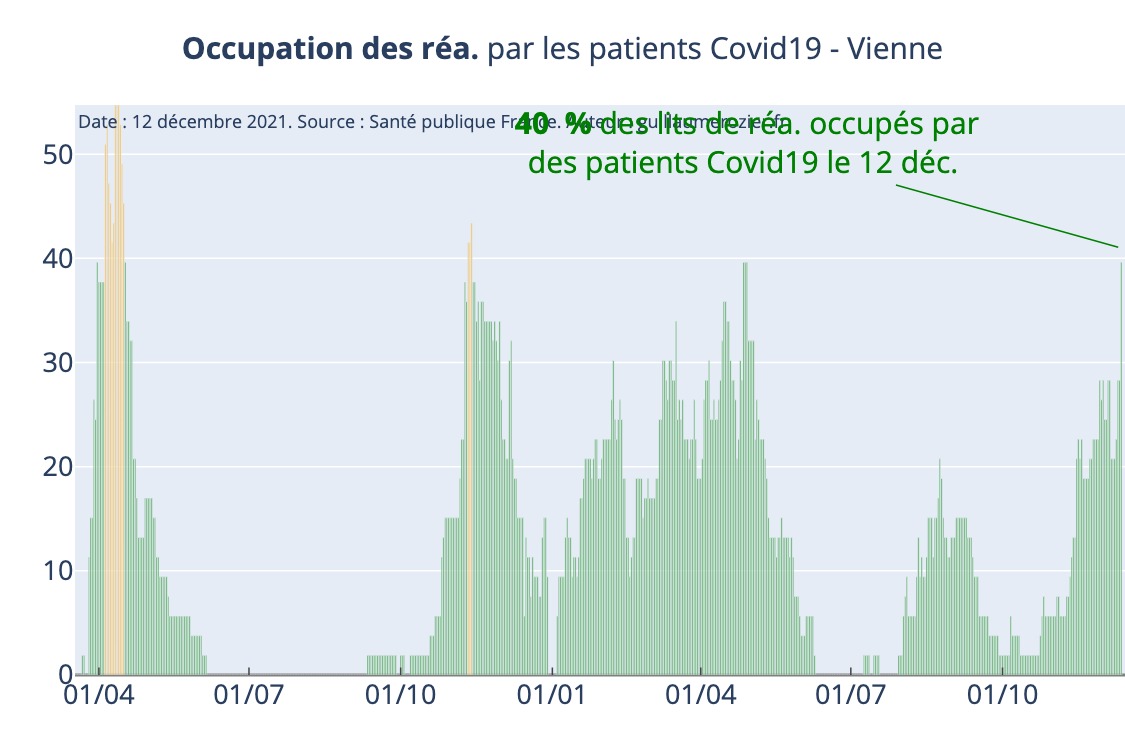 Occupation des réa. par les patients Covid19 - Vienne
Date : 12 décembre 2021. Source : Santé publique France.
40 % des lits de réa. occupés par
des patients Covid19 le 12 déc.
50
40
30
20
10
0
01/04 01/07 01/10 01/01 01/04 01/07 01/10